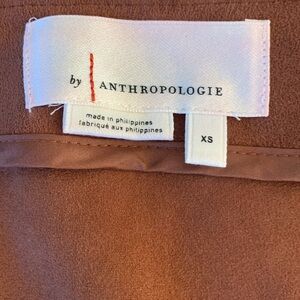 by ANTHROPOLOGIE
made in philippines
fabriqué aux philippines
XS